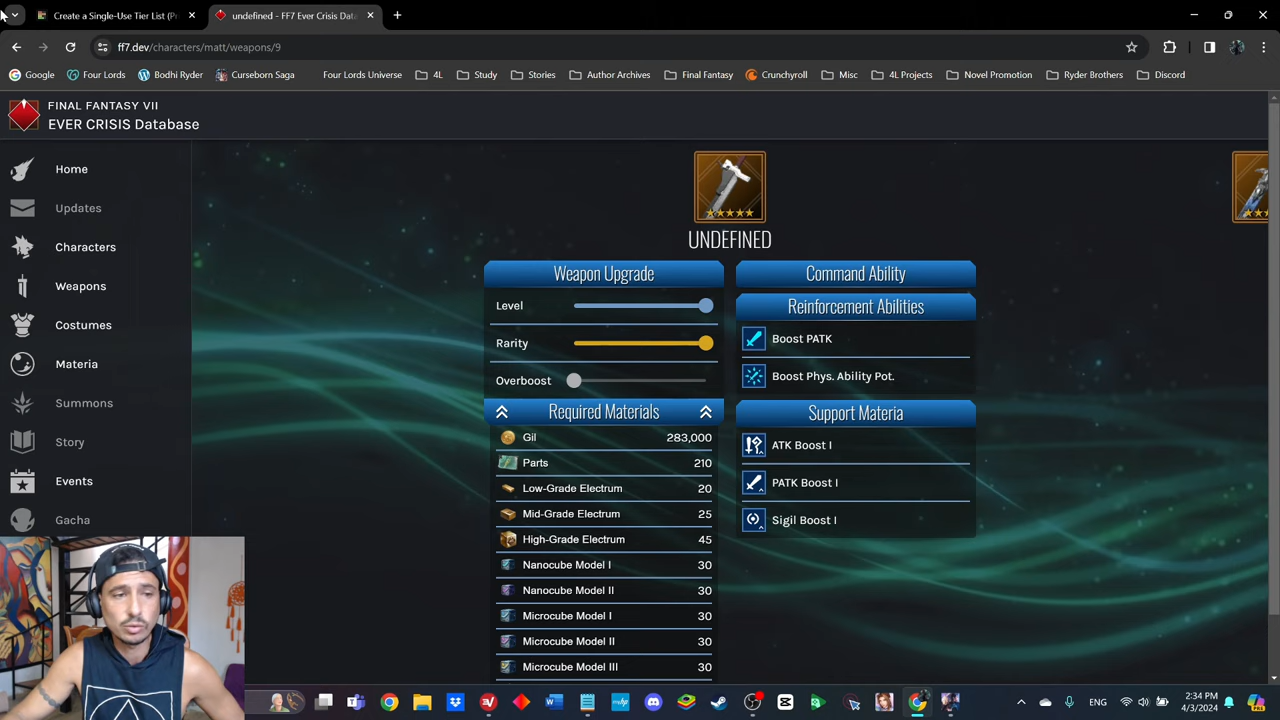 Create a Single-Use Tier List (P
undefined - FF7 Ever Crisis Data
ff7.dev/characters/matt/weapons/9
Google
Four Lords
Bodhi Ryder
Curseborn Saga
Four Lords Universe
4L
Study
Stories
Author Archives
Final Fantasy
Crunchyroll
Misc
4L Projects
Novel Promotion
Ryder Brothers
Discord
FINAL FANTASY VII
EVER CRISIS Database
Home
Updates
Characters
Weapons
Costumes
Materia
Summons
Story
Events
Gacha
UNDEFINED
Weapon Upgrade
Level
Rarity
Overboost
Required Materials
Gil 283,000
Parts 210
Low-Grade Electrum 20
Mid-Grade Electrum 25
High-Grade Electrum 45
Nanocube Model I 30
Nanocube Model II 30
Microcube Model I 30
Microcube Model II 30
Microcube Model III 30
Command Ability
Reinforcement Abilities
Boost PATK
Boost Phys. Ability Pot.
Support Materia
ATK Boost I
PATK Boost I
Sigil Boost I
ENG
2:34 PM
4/3/2024